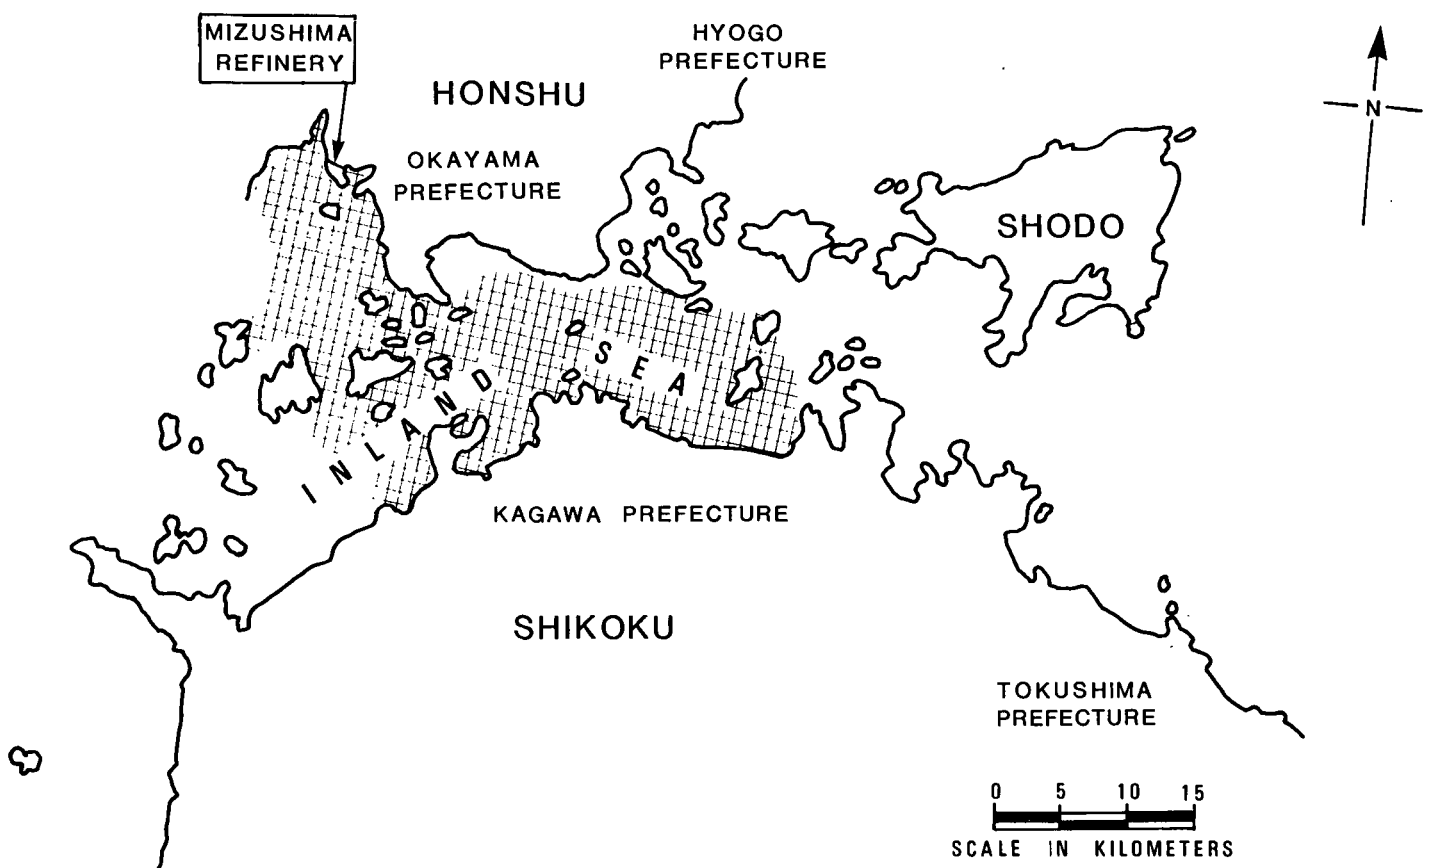 MIZUSHIMA
REFINERY
HYOGO
PREFECTURE
HONSHU
N
OKAYAMA
PREFECTURE
SHODO
INLAND SEA
KAGAWA PREFECTURE
SHIKOKU
TOKUSHIMA
PREFECTURE
0 5 10 15
SCALE IN KILOMETERS